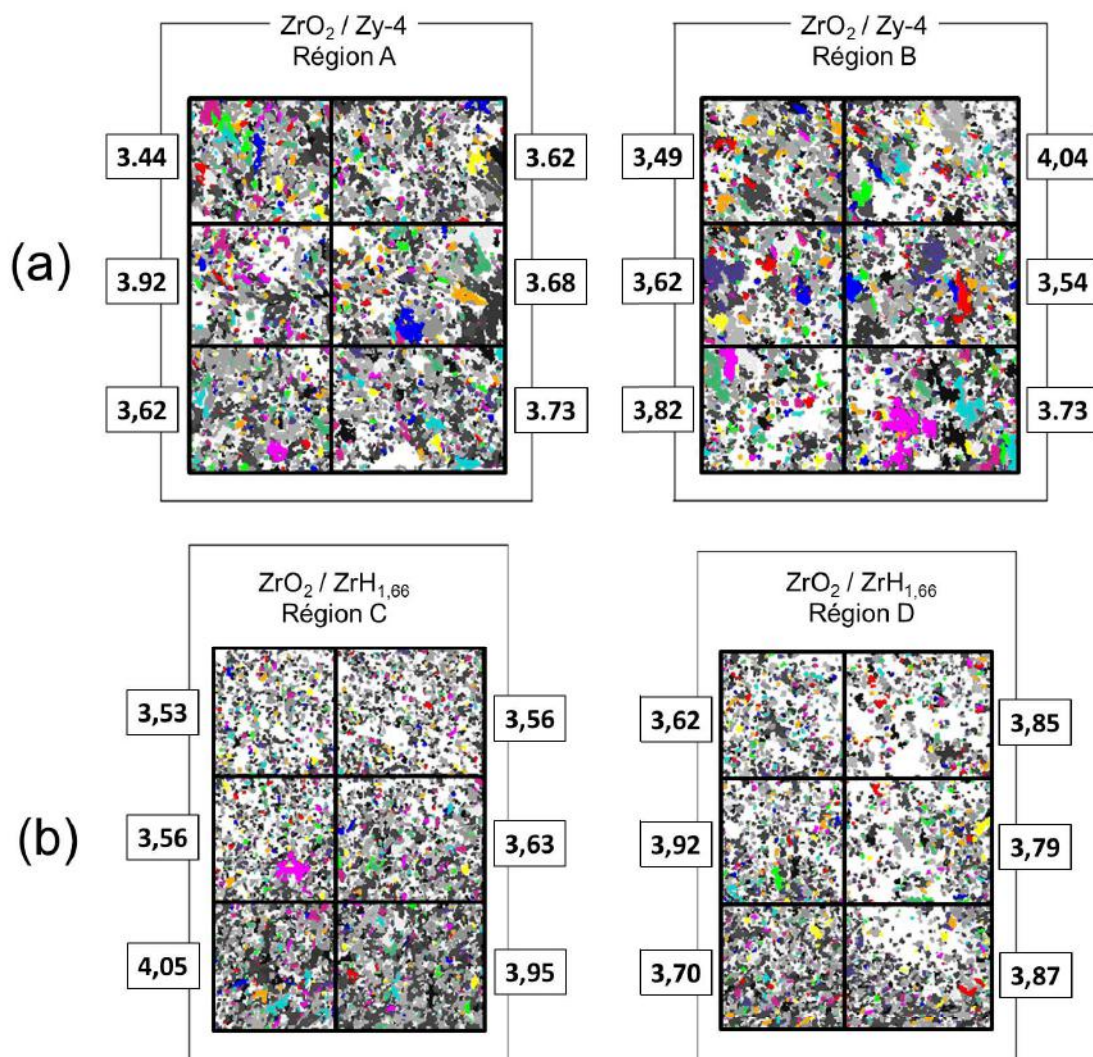 ZrO₂ / Zy-4
Région A
ZrO₂ / Zy-4
Région B
(a)
3.44
3.62
3,49
4,04
3.92
3.68
3,62
3,54
3,62
3.73
3,82
3.73
ZrO₂ / ZrH₁,₆₆
Région C
ZrO₂ / ZrH₁,₆₆
Région D
(b)
3,53
3,56
3,62
3,85
3,56
3,63
3,92
3,79
4,05
3,95
3,70
3,87